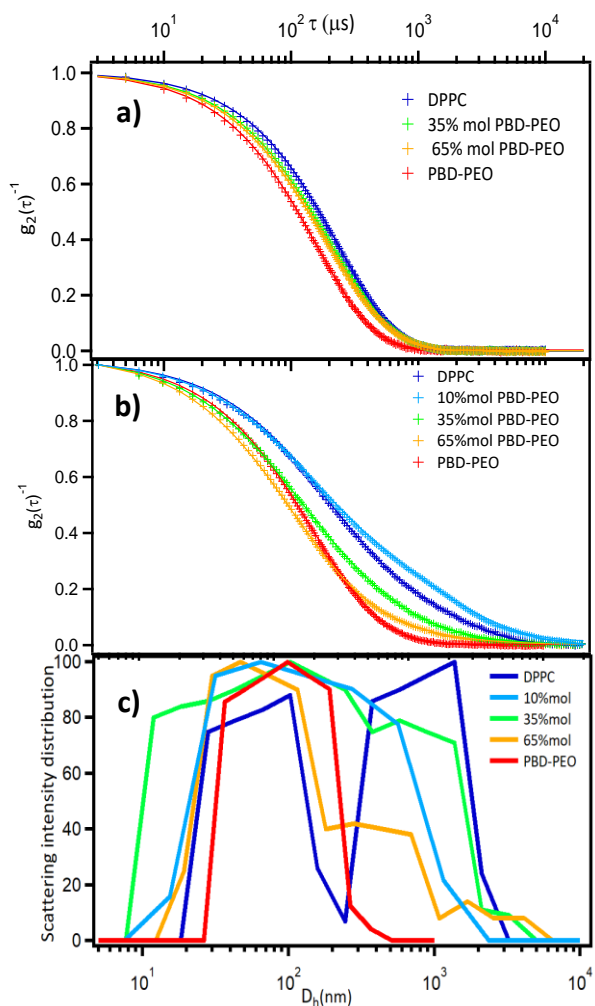 10¹ 10² τ (μs) 10³ 10⁴
1.0
0.8
0.6
0.4
0.2
0.0
g₂(τ)⁻¹
a)
DPPC
35% mol PBD-PEO
65% mol PBD-PEO
PBD-PEO
1.0
0.8
0.6
0.4
0.2
0.0
g₂(τ)⁻¹
b)
DPPC
10%mol PBD-PEO
35%mol PBD-PEO
65%mol PBD-PEO
PBD-PEO
100
80
60
40
20
0
Scattering intensity distribution
c)
DPPC
10%mol
35%mol
65%mol
PBD-PEO
10¹ 10² 10³ 10⁴
Dₕ(nm)